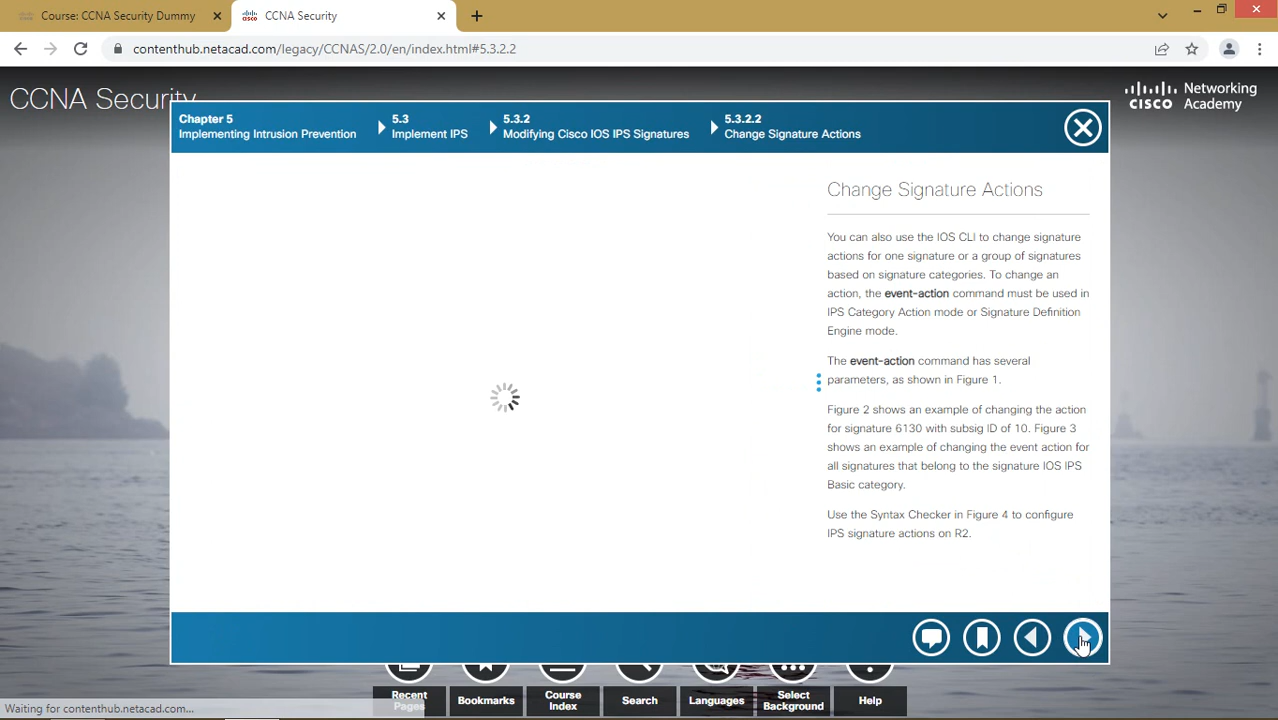 Course: CCNA Security Dummy
CCNA Security
contenthub.netacad.com/legacy/CCNAS/2.0/en/index.html#5.3.2.2
CCNA Security
Networking
CISCO Academy
Chapter 5
Implementing Intrusion Prevention
5.3
Implement IPS
5.3.2
Modifying Cisco IOS IPS Signatures
5.3.2.2
Change Signature Actions
Change Signature Actions
You can also use the IOS CLI to change signature
actions for one signature or a group of signatures
based on signature categories. To change an
action, the event-action command must be used in
IPS Category Action mode or Signature Definition
Engine mode.
The event-action command has several
parameters, as shown in Figure 1.
Figure 2 shows an example of changing the action
for signature 6130 with subsig ID of 10. Figure 3
shows an example of changing the event action for
all signatures that belong to the signature IOS IPS
Basic category.
Use the Syntax Checker in Figure 4 to configure
IPS signature actions on R2.
Recent
Pages
Bookmarks
Course
Index
Search
Languages
Select
Background
Help
Waiting for contenthub.netacad.com...